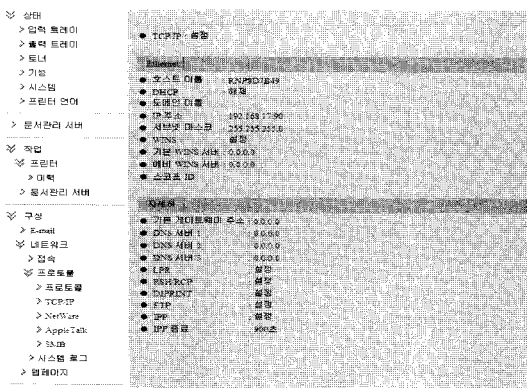 상태
> 입력 트레이
> 출력 트레이
> 토너
> 기능
> 시스템
> 프린터 언어
> 문서관리 서버
작업
프린터
> 이력
> 문서관리 서버
구성
> E-mail
네트워크
> 접속
프로토콜
> 프로토콜
> TCP/IP
> NetWare
> AppleTalk
> SMB
> 시스템 로그
> 웹페이지
● TCP/IP : 설정
Ethernet
● 호스트 이름 : RNP9D7B49
● DHCP : 해제
● 도메인 이름 :
● IP 주소 : 192.168.17.90
● 서브넷 마스크 : 255.255.255.0
● WINS : 설정
● 기본 WINS 서버 : 0.0.0.0
● 예비 WINS 서버 : 0.0.0.0
● 스코프 ID
자세히
● 기본 게이트웨이 주소 : 0.0.0.0
● DNS 서버 1 : 0.0.0.0
● DNS 서버 2 : 0.0.0.0
● DNS 서버 3 : 0.0.0.0
● LPR : 설정
● RSH/RCP : 설정
● DIPRINT : 설정
● FTP : 설정
● IPP : 설정
● IPP 종료 : 900초